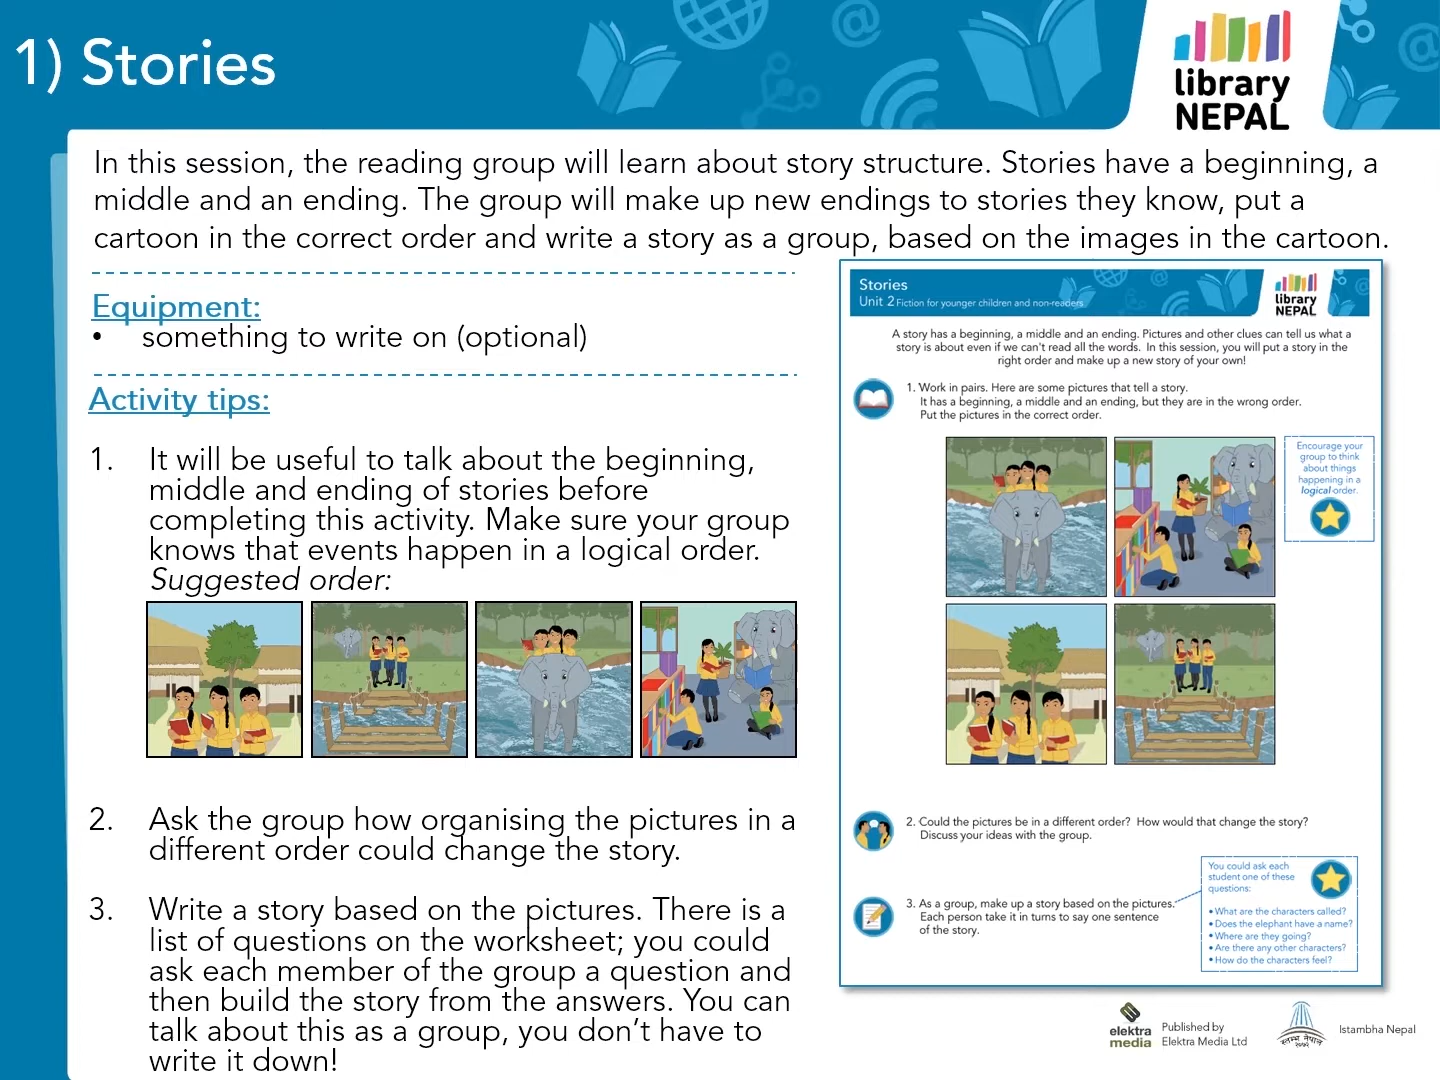 1) Stories
library
NEPAL
In this session, the reading group will learn about story structure. Stories have a beginning, a
middle and an ending. The group will make up new endings to stories they know, put a
cartoon in the correct order and write a story as a group, based on the images in the cartoon.
Equipment:
• something to write on (optional)
Activity tips:
1. It will be useful to talk about the beginning,
middle and ending of stories before
completing this activity. Make sure your group
knows that events happen in a logical order.
Suggested order:
2. Ask the group how organising the pictures in a
different order could change the story.
3. Write a story based on the pictures. There is a
list of questions on the worksheet; you could
ask each member of the group a question and
then build the story from the answers. You can
talk about this as a group, you don't have to
write it down!
Stories
Unit 2 Fiction for younger children and non-readers
library
NEPAL
A story has a beginning, a middle and an ending. Pictures and other clues can tell us what a
story is about even if we can't read all the words. In this session, you will put a story in the
right order and make up a new story of your own!
1. Work in pairs. Here are some pictures that tell a story.
It has a beginning, a middle and an ending, but they are in the wrong order.
Put the pictures in the correct order.
Encourage your
group to think
about things
happening in a
logical order.
2. Could the pictures be in a different order? How would that change the story?
Discuss your ideas with the group.
3. As a group, make up a story based on the pictures.
Each person take it in turns to say one sentence
of the story.
You could ask each
student one of these
questions:
• What are the characters called?
• Does the elephant have a name?
• Where are they going?
• Are there any other characters?
• How do the characters feel?
elektra
media
Published by
Elektra Media Ltd
स्तम्भ नेपाल
Istambha Nepal